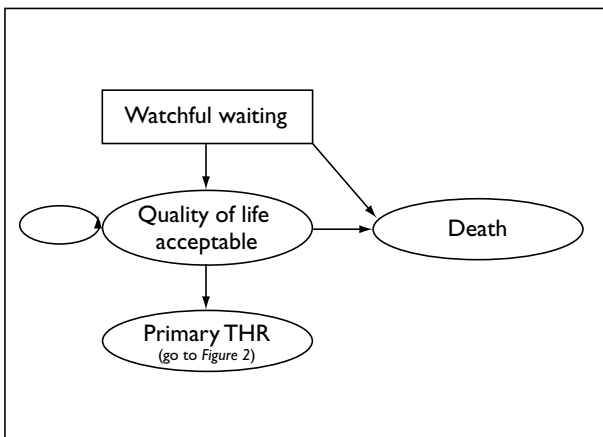 Watchful waiting
Quality of life
acceptable
Death
Primary THR
(go to Figure 2)